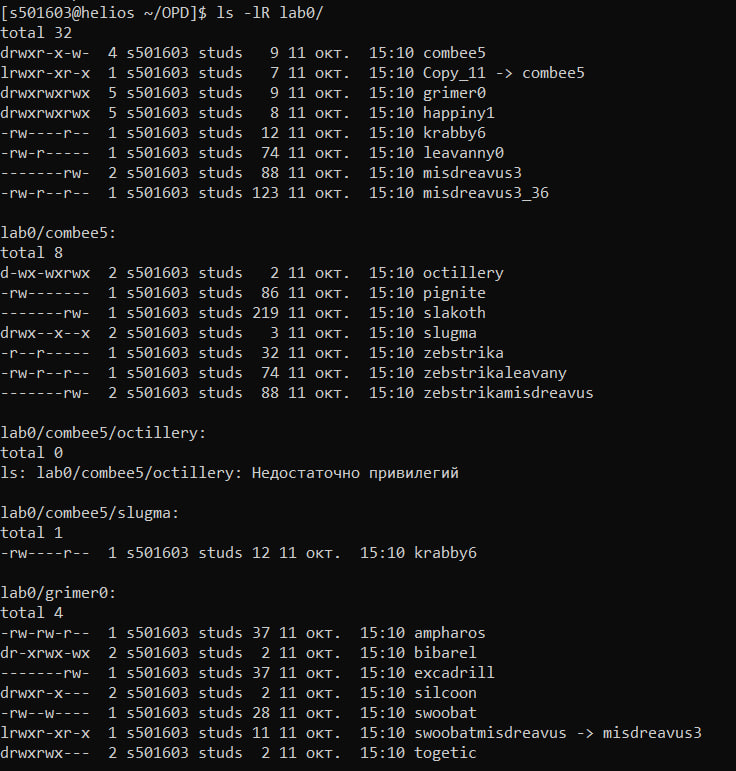 [s501603@helios ~/OPD]$ ls -lR lab0/
total 32
drwxr-x-w-  4 s501603 studs   9 11 окт.  15:10 combee5
lrwxr-xr-x  1 s501603 studs   7 11 окт.  15:10 Copy_11 -> combee5
drwxrwxrwx  5 s501603 studs   9 11 окт.  15:10 grimer0
drwxrwxrwx  5 s501603 studs   8 11 окт.  15:10 happiny1
-rw----r--  1 s501603 studs  12 11 окт.  15:10 krabby6
-rw-r-----  1 s501603 studs  74 11 окт.  15:10 leavanny0
-------rw-  2 s501603 studs  88 11 окт.  15:10 misdreavus3
-rw-r--r--  1 s501603 studs 123 11 окт.  15:10 misdreavus3_36

lab0/combee5:
total 8
d-wx-wxrwx  2 s501603 studs   2 11 окт.  15:10 octillery
-rw-------  1 s501603 studs  86 11 окт.  15:10 pignite
-------rw-  1 s501603 studs 219 11 окт.  15:10 slakoth
drwx--x--x  2 s501603 studs   3 11 окт.  15:10 slugma
-r--r-----  1 s501603 studs  32 11 окт.  15:10 zebstrika
-rw-r--r--  1 s501603 studs  74 11 окт.  15:10 zebstrikaleavany
-------rw-  2 s501603 studs  88 11 окт.  15:10 zebstrikamisdreavus

lab0/combee5/octillery:
total 0
ls: lab0/combee5/octillery: Недостаточно привилегий

lab0/combee5/slugma:
total 1
-rw----r--  1 s501603 studs 12 11 окт.  15:10 krabby6

lab0/grimer0:
total 4
-rw-rw-r--  1 s501603 studs 37 11 окт.  15:10 ampharos
dr-xrwx-wx  2 s501603 studs  2 11 окт.  15:10 bibarel
-------rw-  1 s501603 studs 37 11 окт.  15:10 excadrill
drwxr-x---  2 s501603 studs  2 11 окт.  15:10 silcoon
-rw--w----  1 s501603 studs 28 11 окт.  15:10 swoobat
lrwxr-xr-x  1 s501603 studs 11 11 окт.  15:10 swoobatmisdreavus -> misdreavus3
drwxrwx---  2 s501603 studs  2 11 окт.  15:10 togetic